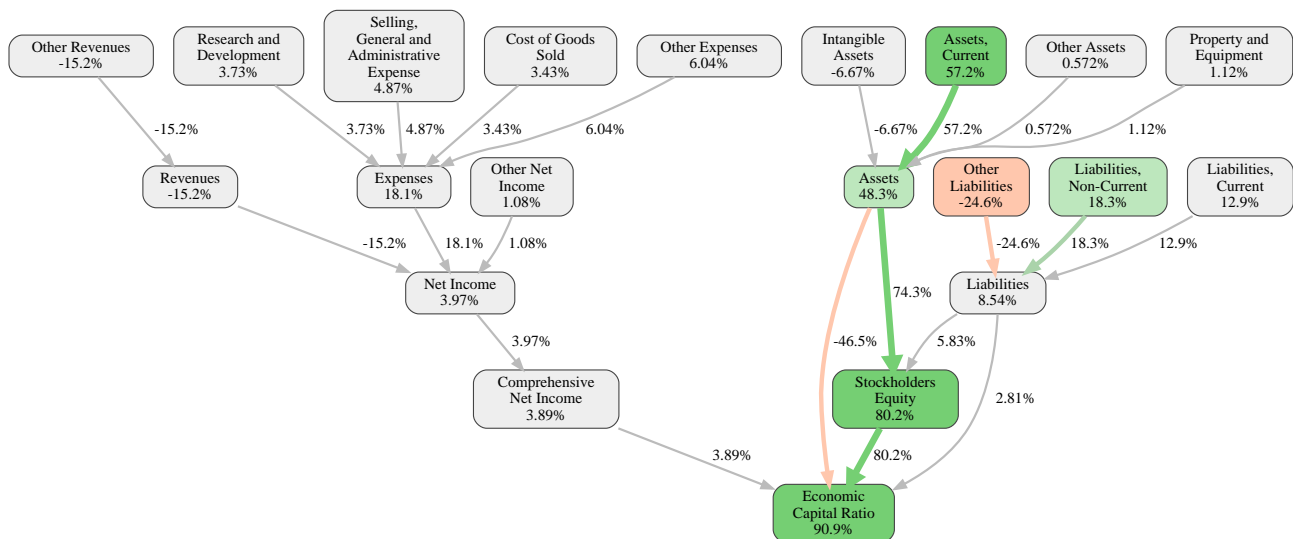 Other Revenues
-15.2%
Research and
Development
3.73%
Selling,
General and
Administrative
Expense
4.87%
Cost of Goods
Sold
3.43%
Other Expenses
6.04%
Intangible
Assets
-6.67%
Assets,
Current
57.2%
Other Assets
0.572%
Property and
Equipment
1.12%
-15.2%
3.73%
4.87%
3.43%
6.04%
-6.67%
57.2%
0.572%
1.12%
Revenues
-15.2%
Expenses
18.1%
Other Net
Income
1.08%
Assets
48.3%
Other
Liabilities
-24.6%
Liabilities,
Non-Current
18.3%
Liabilities,
Current
12.9%
-15.2%
18.1%
1.08%
-24.6%
18.3%
12.9%
Net Income
3.97%
Liabilities
8.54%
74.3%
3.97%
-46.5%
5.83%
Comprehensive
Net Income
3.89%
Stockholders
Equity
80.2%
2.81%
3.89%
80.2%
Economic
Capital Ratio
90.9%